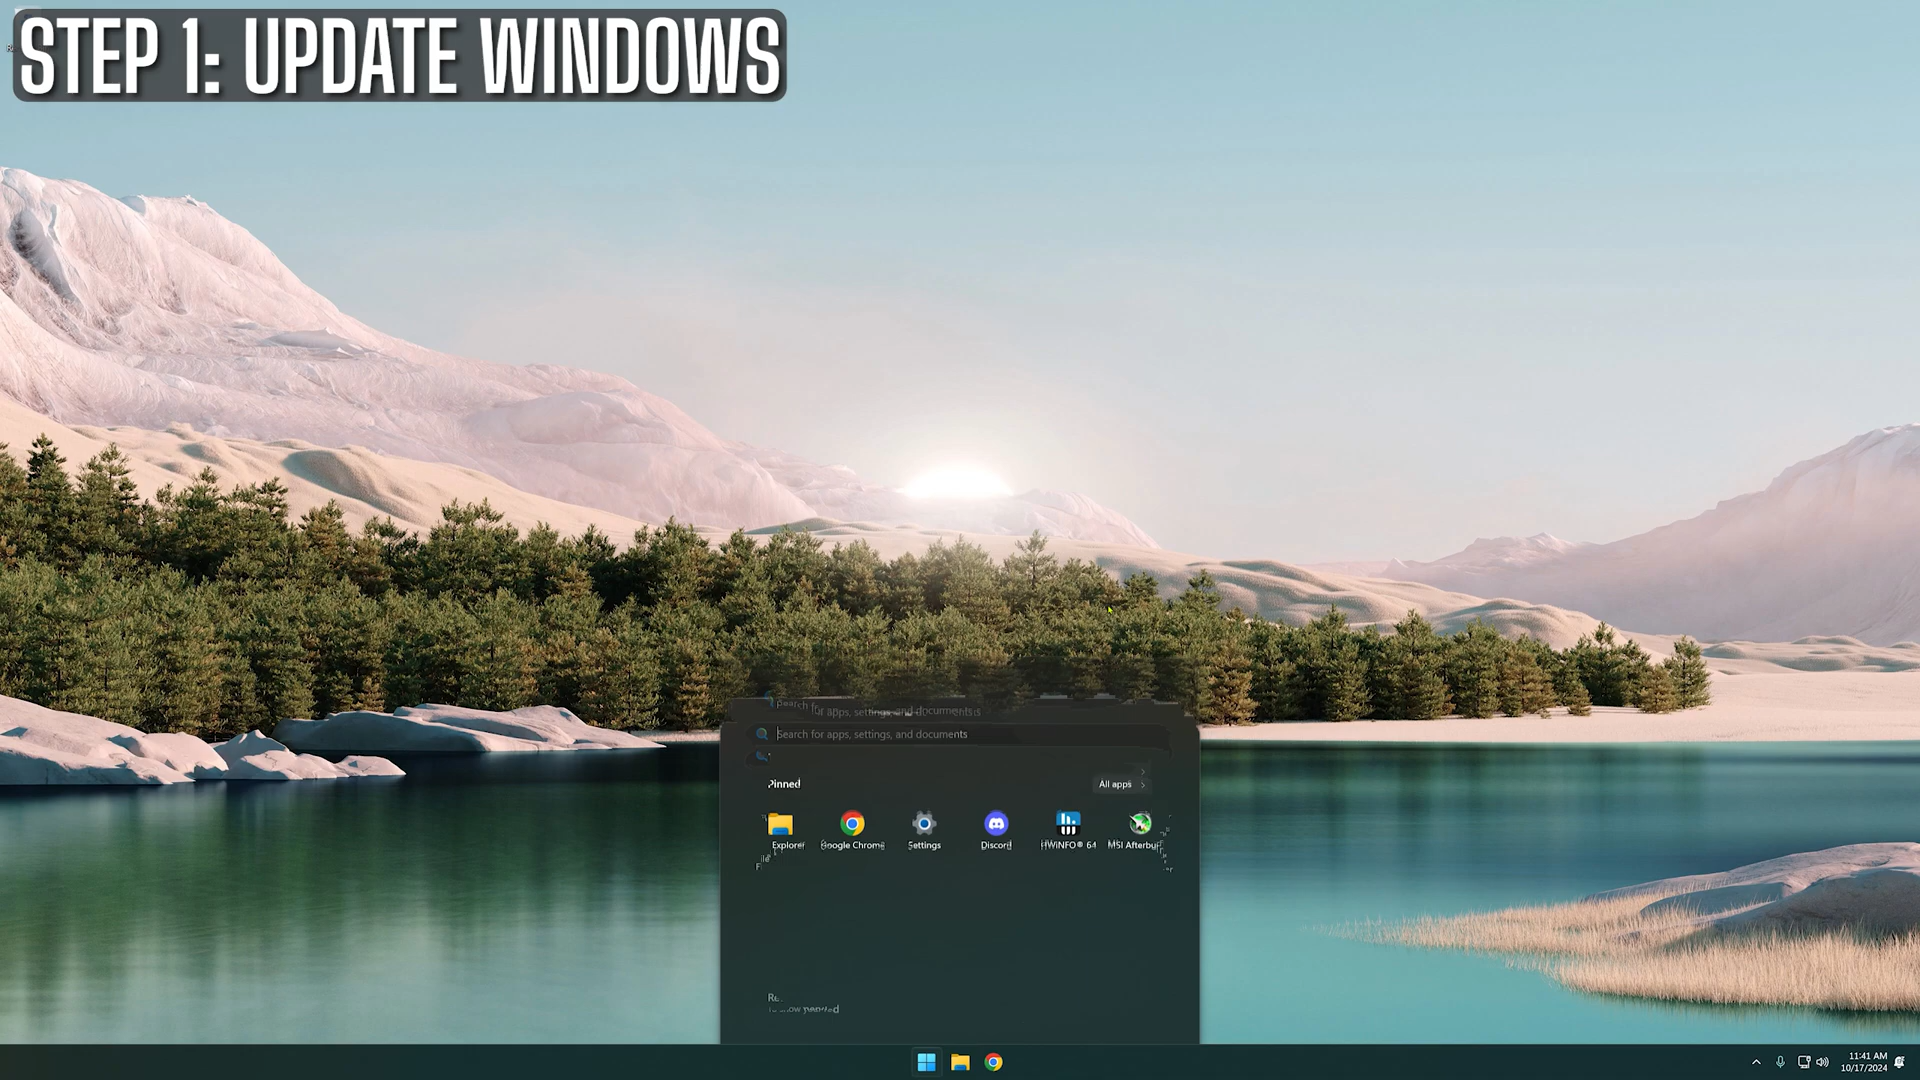 STEP 1: UPDATE WINDOWS
Search for apps, settings, and documents
Pinned
All apps
Explorer
Google Chrome
Settings
Discord
HWiNFO® 64
MSI Afterbur
11:41 AM
10/17/2024